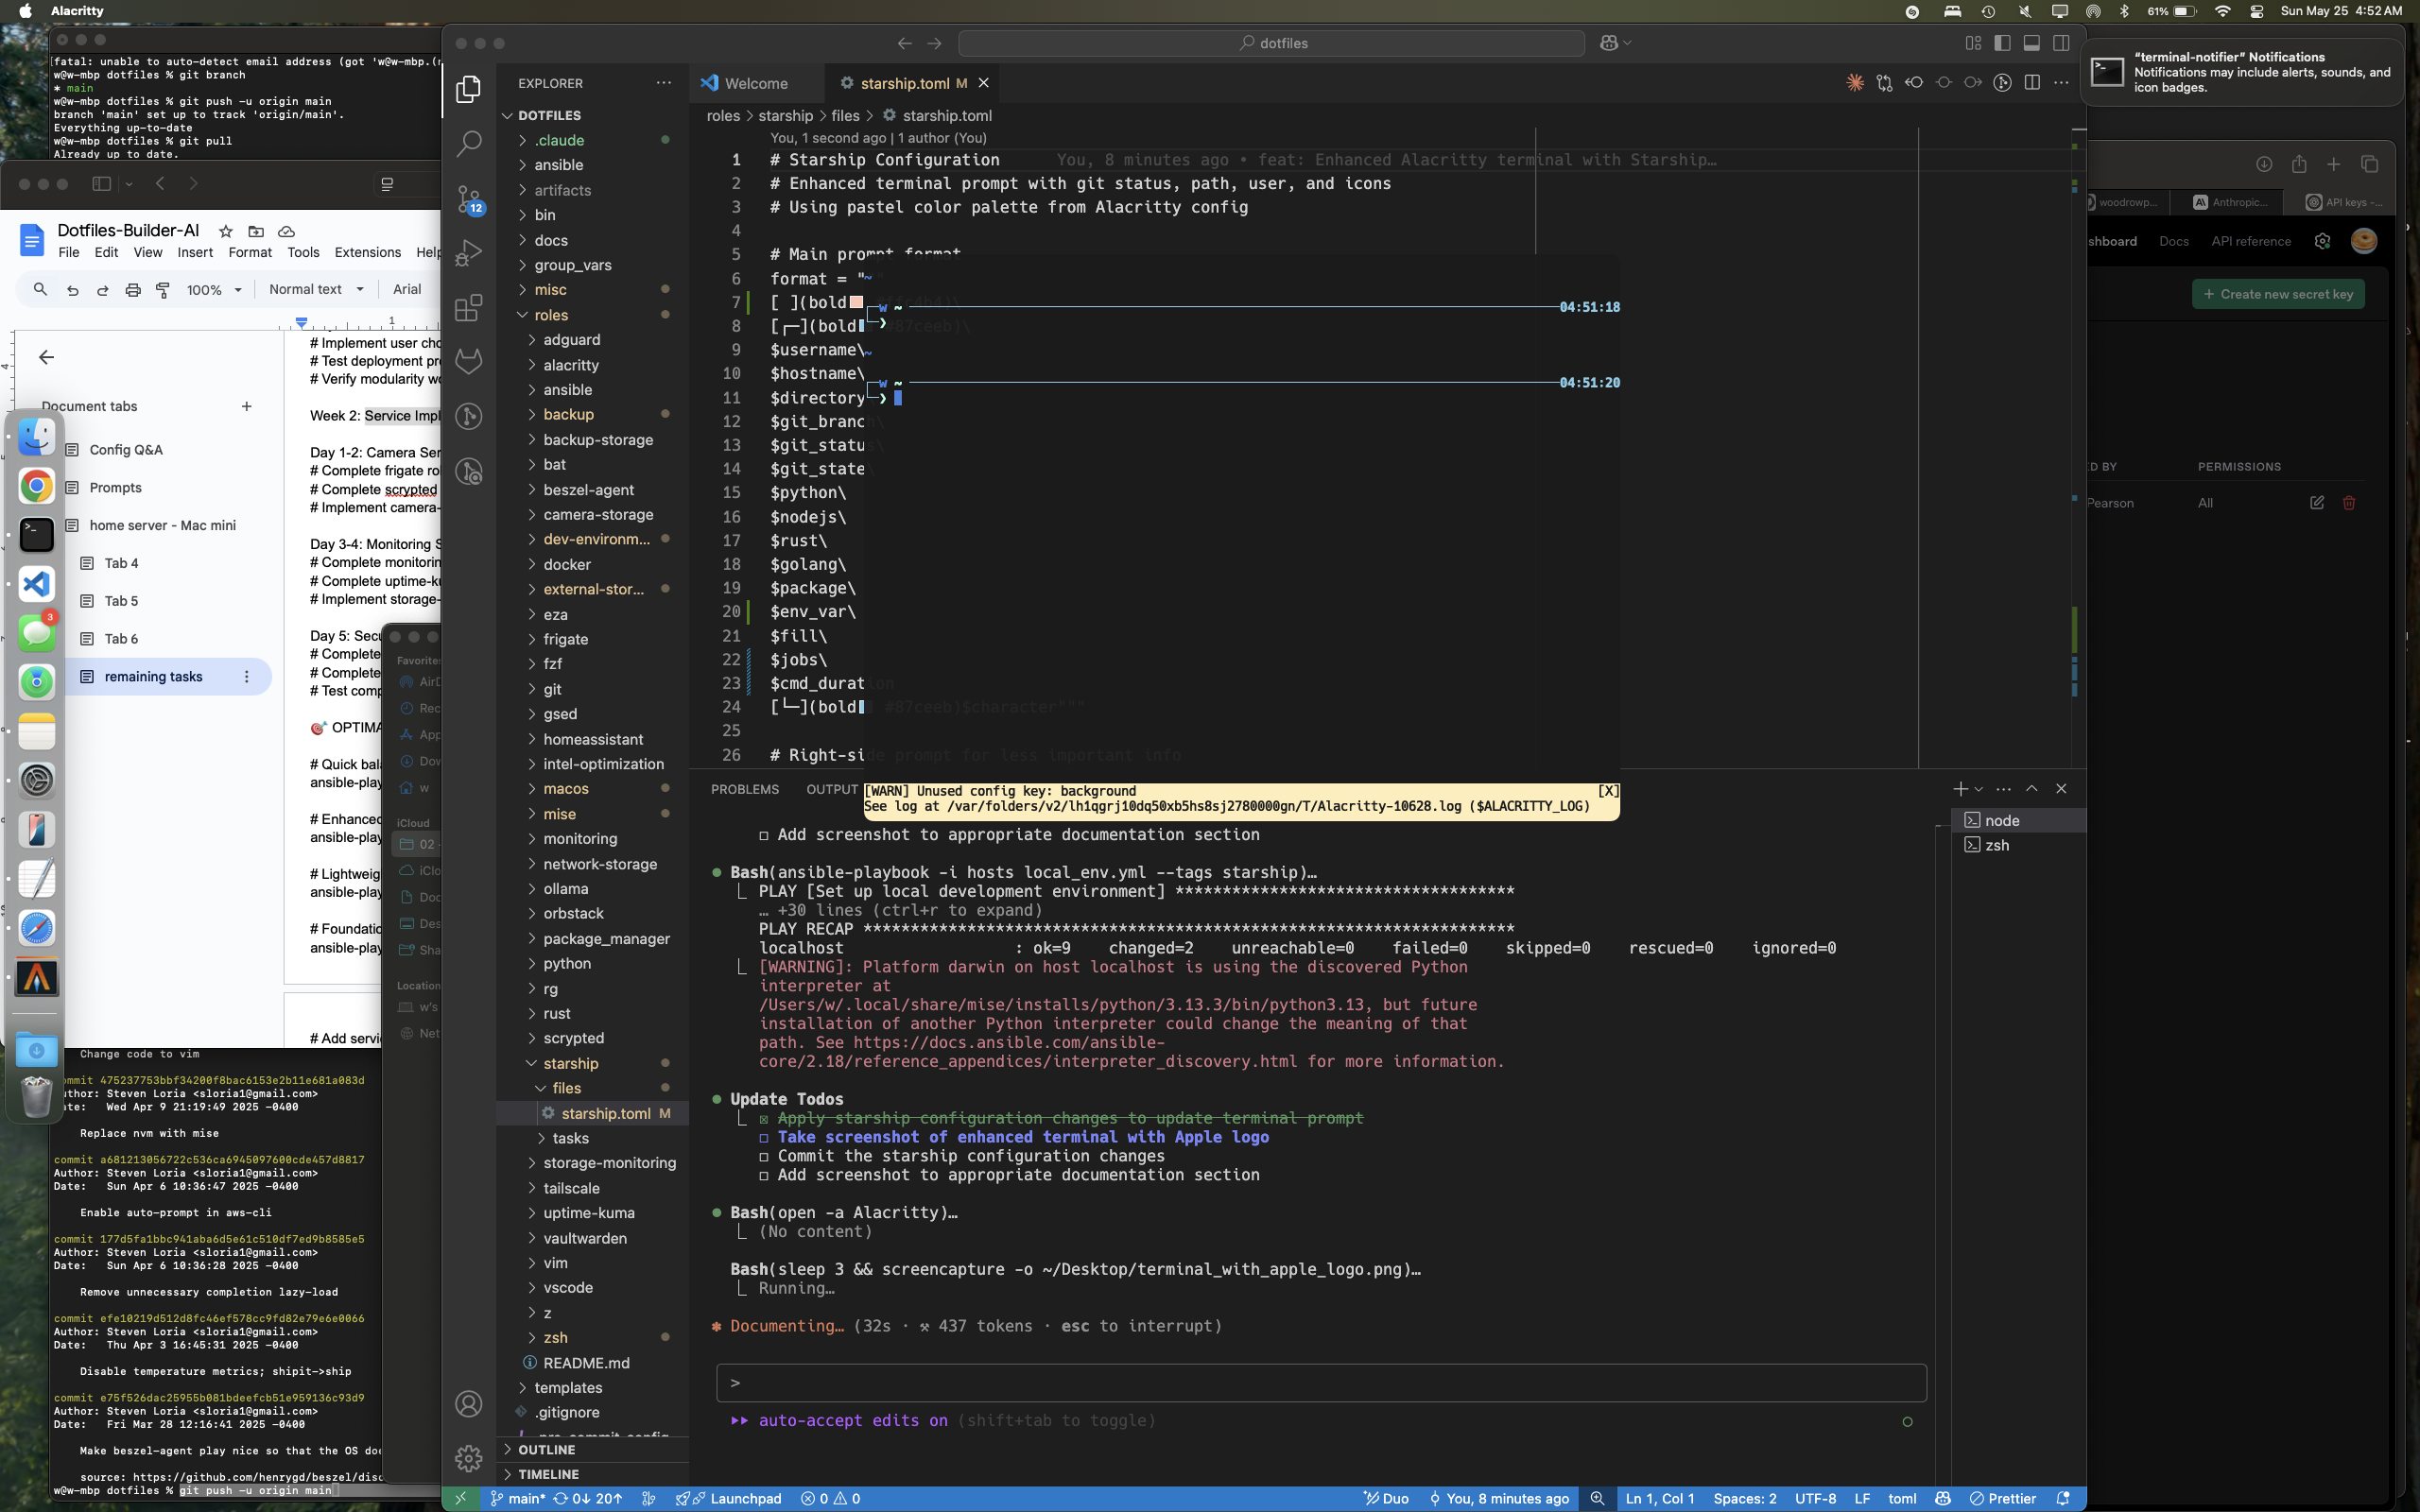 Alacritty
61%
Sun May 25 4:52 AM
fatal: unable to auto-detect email address (got 'w@w-mbp.(
w@w-mbp dotfiles % git branch
* main
w@w-mbp dotfiles % git push -u origin main
branch 'main' set up to track 'origin/main'.
Everything up-to-date
w@w-mbp dotfiles % git pull
Already up to date.
Dotfiles-Builder-AI
File Edit View Insert Format Tools Extensions Help
100% Normal text Arial
1
Document tabs
Config Q&A
Prompts
home server - Mac mini
Tab 4
Tab 5
Tab 6
remaining tasks
# Implement user
# Test deployment
# Verify modularity
Week 2: Service
Day 1-2: Camera
# Complete frigate
# Complete scrypted
# Implement camera-
Day 3-4: Monitoring
# Complete
# Complete uptime-
# Implement storage-
Day 5:
# Complete
# Complete
# Test
# Quick
ansible-play
# Enhanced
ansible-play
ansible-play
ansible-play
# Add
3
Favorites
iCloud
02
Change code to vim
commit 475237753bbf34200f8bac6153e2b11e681a083d
Author: Steven Loria <sloria1@gmail.com>
Date: Wed Apr 9 21:19:49 2025 -0400
Replace nvm with mise
commit a681213056722c536ca6945097600cde457d8817
Author: Steven Loria <sloria1@gmail.com>
Date: Sun Apr 6 10:36:47 2025 -0400
Enable auto-prompt in aws-cli
commit 177d5fa1bbc941aba6d5e61c510df7ed9b8585e5
Author: Steven Loria <sloria1@gmail.com>
Date: Sun Apr 6 10:36:28 2025 -0400
Remove unnecessary completion lazy-load
commit efe10219d512d8fc46ef578cc9fd82e79e6e0066
Author: Steven Loria <sloria1@gmail.com>
Date: Thu Apr 3 16:45:31 2025 -0400
Disable temperature metrics; shipit->ship
commit e75f526dac25955b081bdeefcb51e959136c93d9
Author: Steven Loria <sloria1@gmail.com>
Date: Fri Mar 28 12:16:41 2025 -0400
Make beszel-agent play nice so that the OS
source: https://github.com/henrygd/beszel/
w@w-mbp dotfiles % git push -u origin main
dotfiles
EXPLORER
DOTFILES
.claude
ansible
artifacts
bin
docs
group_vars
misc
roles
adguard
alacritty
ansible
backup
backup-storage
bat
beszel-agent
camera-storage
dev-environm...
docker
external-stor...
eza
frigate
fzf
git
gsed
homeassistant
intel-optimization
macos
mise
monitoring
network-storage
ollama
orbstack
package_manager
python
rg
rust
scrypted
starship
files
starship.toml M
tasks
storage-monitoring
tailscale
uptime-kuma
vaultwarden
vim
vscode
z
zsh
README.md
templates
.gitignore
OUTLINE
TIMELINE
12
Welcome
starship.toml M
roles > starship > files > starship.toml
You, 1 second ago | 1 author (You)
1 # Starship Configuration You, 8 minutes ago • feat: Enhanced Alacritty terminal with Starship…
2 # Enhanced terminal prompt with git status, path, user, and icons
3 # Using pastel color palette from Alacritty config
4
5 # Main prompt format
6 format = "
7 [ ](bold
8 [┌─](bold #87ceeb)\
9 $username\
10 $hostname\
11 $directory
12 $git_branch\
13 $git_status\
14 $git_state\
15 $python\
16 $nodejs\
17 $rust\
18 $golang\
19 $package\
20 $env_var\
21 $fill\
22 $jobs\
23 $cmd_duration
24 [└─](bold #87ceeb)$character"""
25
26 # Right-side prompt for less important info
~
w ~ 04:51:18
❯
~
w ~ 04:51:20
❯
[WARN] Unused config key: background [X]
See log at /var/folders/v2/lh1qgrj10dq50xb5hs8sj2780000gn/T/Alacritty-10628.log ($ALACRITTY_LOG)
PROBLEMS OUTPUT
☐ Add screenshot to appropriate documentation section
Bash(ansible-playbook -i hosts local_env.yml --tags starship)…
PLAY [Set up local development environment] ***********************************
… +30 lines (ctrl+r to expand)
PLAY RECAP *********************************************************************
localhost : ok=9 changed=2 unreachable=0 failed=0 skipped=0 rescued=0 ignored=0
[WARNING]: Platform darwin on host localhost is using the discovered Python
interpreter at
/Users/w/.local/share/mise/installs/python/3.13.3/bin/python3.13, but future
installation of another Python interpreter could change the meaning of that
path. See https://docs.ansible.com/ansible-
core/2.18/reference_appendices/interpreter_discovery.html for more information.
Update Todos
☒ Apply starship configuration changes to update terminal prompt
☐ Take screenshot of enhanced terminal with Apple logo
☐ Commit the starship configuration changes
☐ Add screenshot to appropriate documentation section
Bash(open -a Alacritty)…
(No content)
Bash(sleep 3 && screencapture -o ~/Desktop/terminal_with_apple_logo.png)…
Running…
Documenting… (32s · ⚒ 437 tokens · esc to interrupt)
>
auto-accept edits on (shift+tab to toggle)
node
zsh
main* 0↓ 20↑ Launchpad 0 0
Duo You, 8 minutes ago Ln 1, Col 1 Spaces: 2 UTF-8 LF toml Prettier
"terminal-notifier" Notifications
Notifications may include alerts, sounds, and
icon badges.
woodrowp... Anthropic... API keys -...
shboard Docs API reference
+ Create new secret key
D BY PERMISSIONS
Pearson All